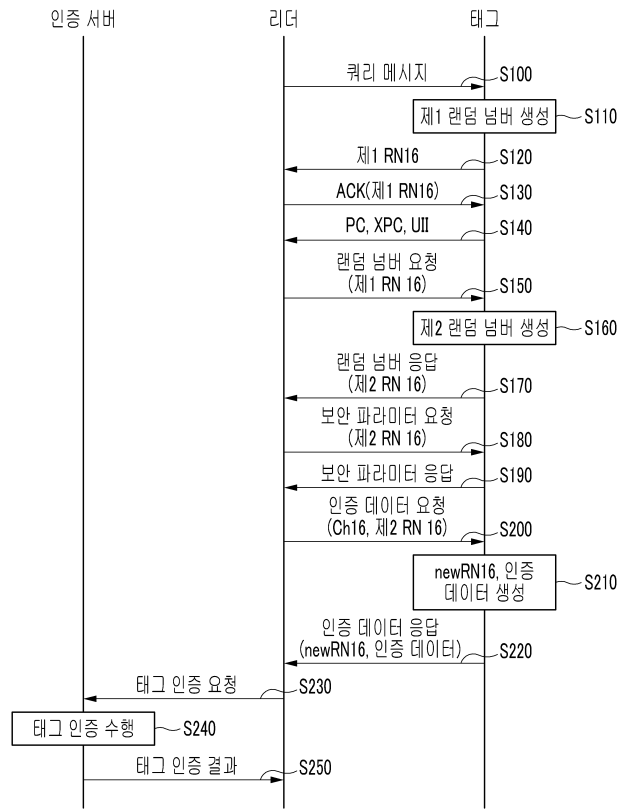 인증 서버
리더
태그
쿼리 메시지
S100
제1 랜덤 넘버 생성
S110
제1 RN16
S120
ACK(제1 RN16)
S130
PC, XPC, UII
S140
랜덤 넘버 요청
(제1 RN 16)
S150
제2 랜덤 넘버 생성
S160
랜덤 넘버 응답
(제2 RN 16)
S170
보안 파라미터 요청
(제2 RN 16)
S180
보안 파라미터 응답
S190
인증 데이터 요청
(Ch16, 제2 RN 16)
S200
newRN16, 인증
데이터 생성
S210
인증 데이터 응답
(newRN16, 인증 데이터)
S220
태그 인증 요청
S230
태그 인증 수행
S240
태그 인증 결과
S250